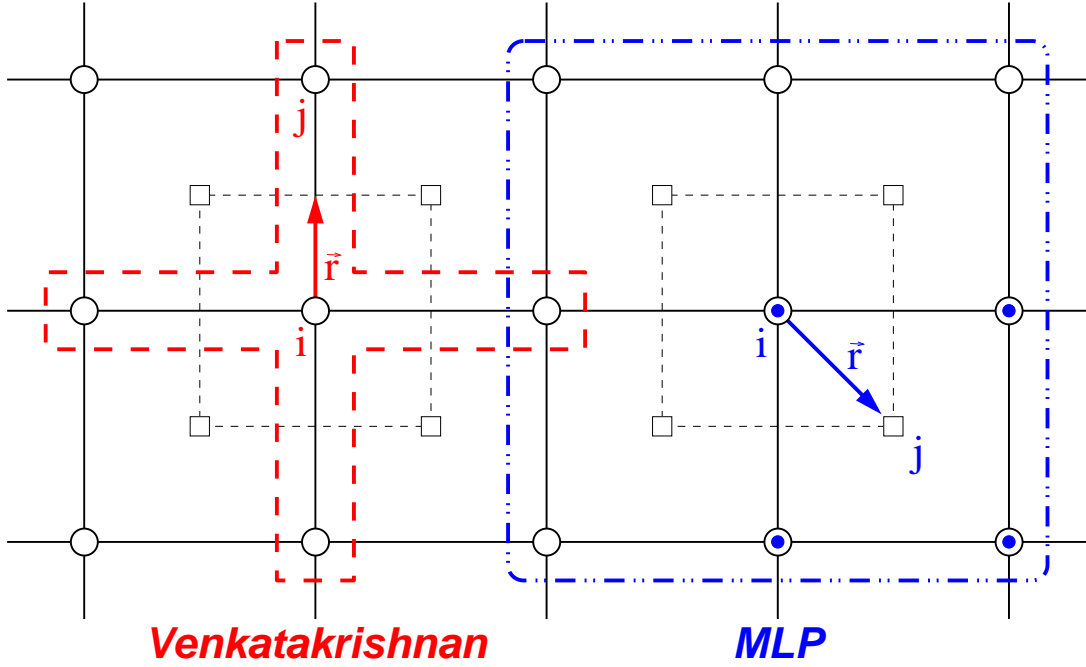 j
r⃗
i
i
r⃗
j
Venkatakrishnan
MLP